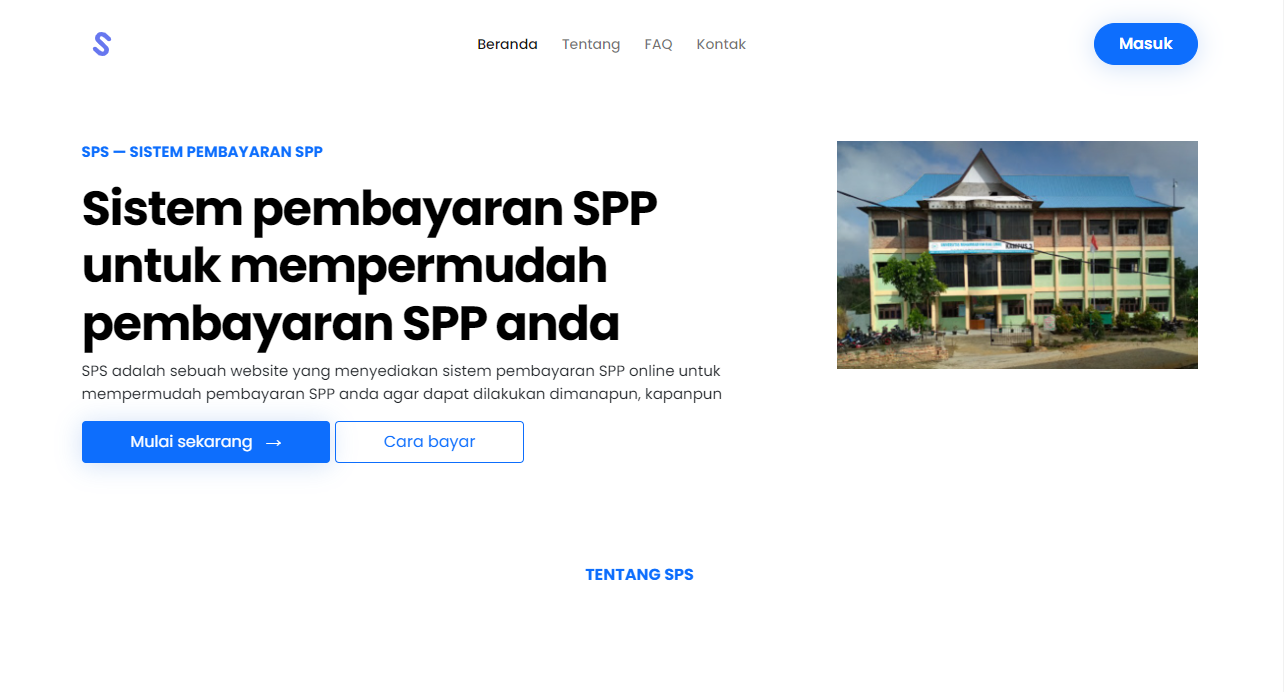 S
Beranda
Tentang
FAQ
Kontak
Masuk
SPS — SISTEM PEMBAYARAN SPP
Sistem pembayaran SPP
untuk mempermudah
pembayaran SPP anda
SPS adalah sebuah website yang menyediakan sistem pembayaran SPP online untuk
mempermudah pembayaran SPP anda agar dapat dilakukan dimanapun, kapanpun
Mulai sekarang →
Cara bayar
KAMPUS 3
TENTANG SPS